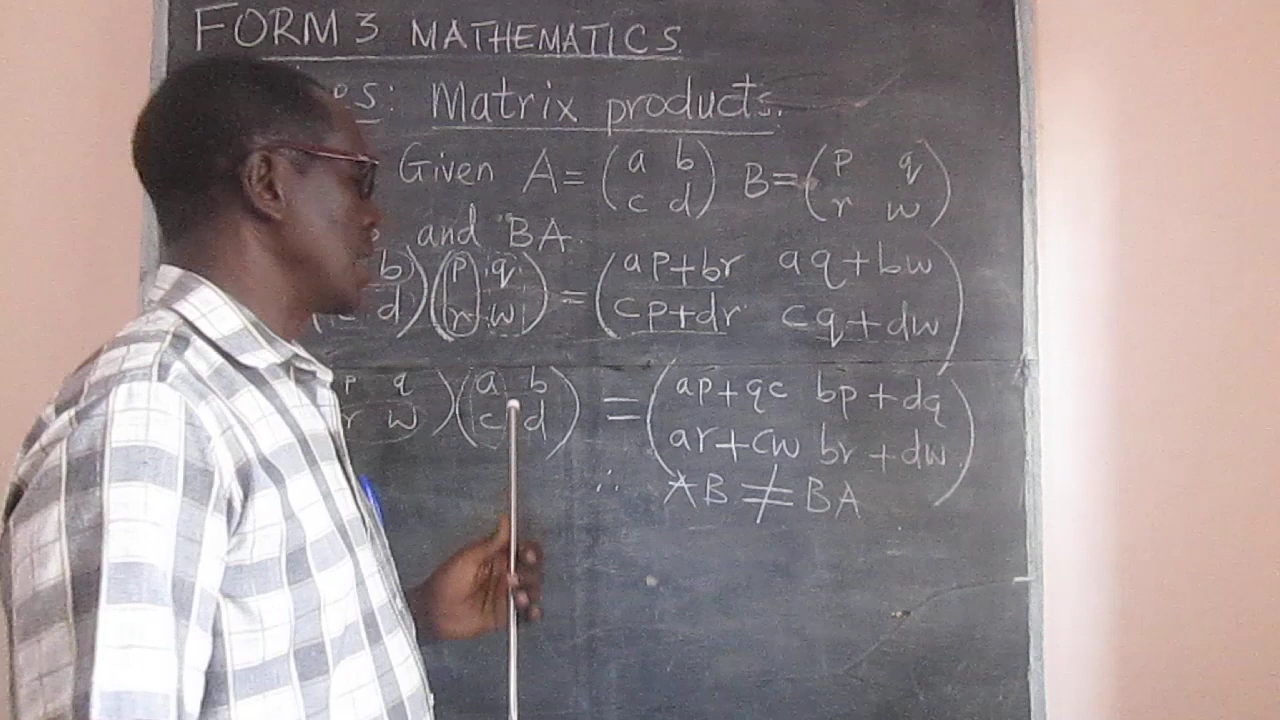 FORM 3 MATHEMATICS
Matrix products.
Given A = (a b) B = (p q)
(c d) (r w)
and BA.
b)(p q) = (ap+br aq+bw)
d)(r w) (cp+dr cq+dw)
p q)(a b) = (ap+qc bp+dq)
r w)(c d) (ar+cw br+dw)
∴ AB ≠ BA